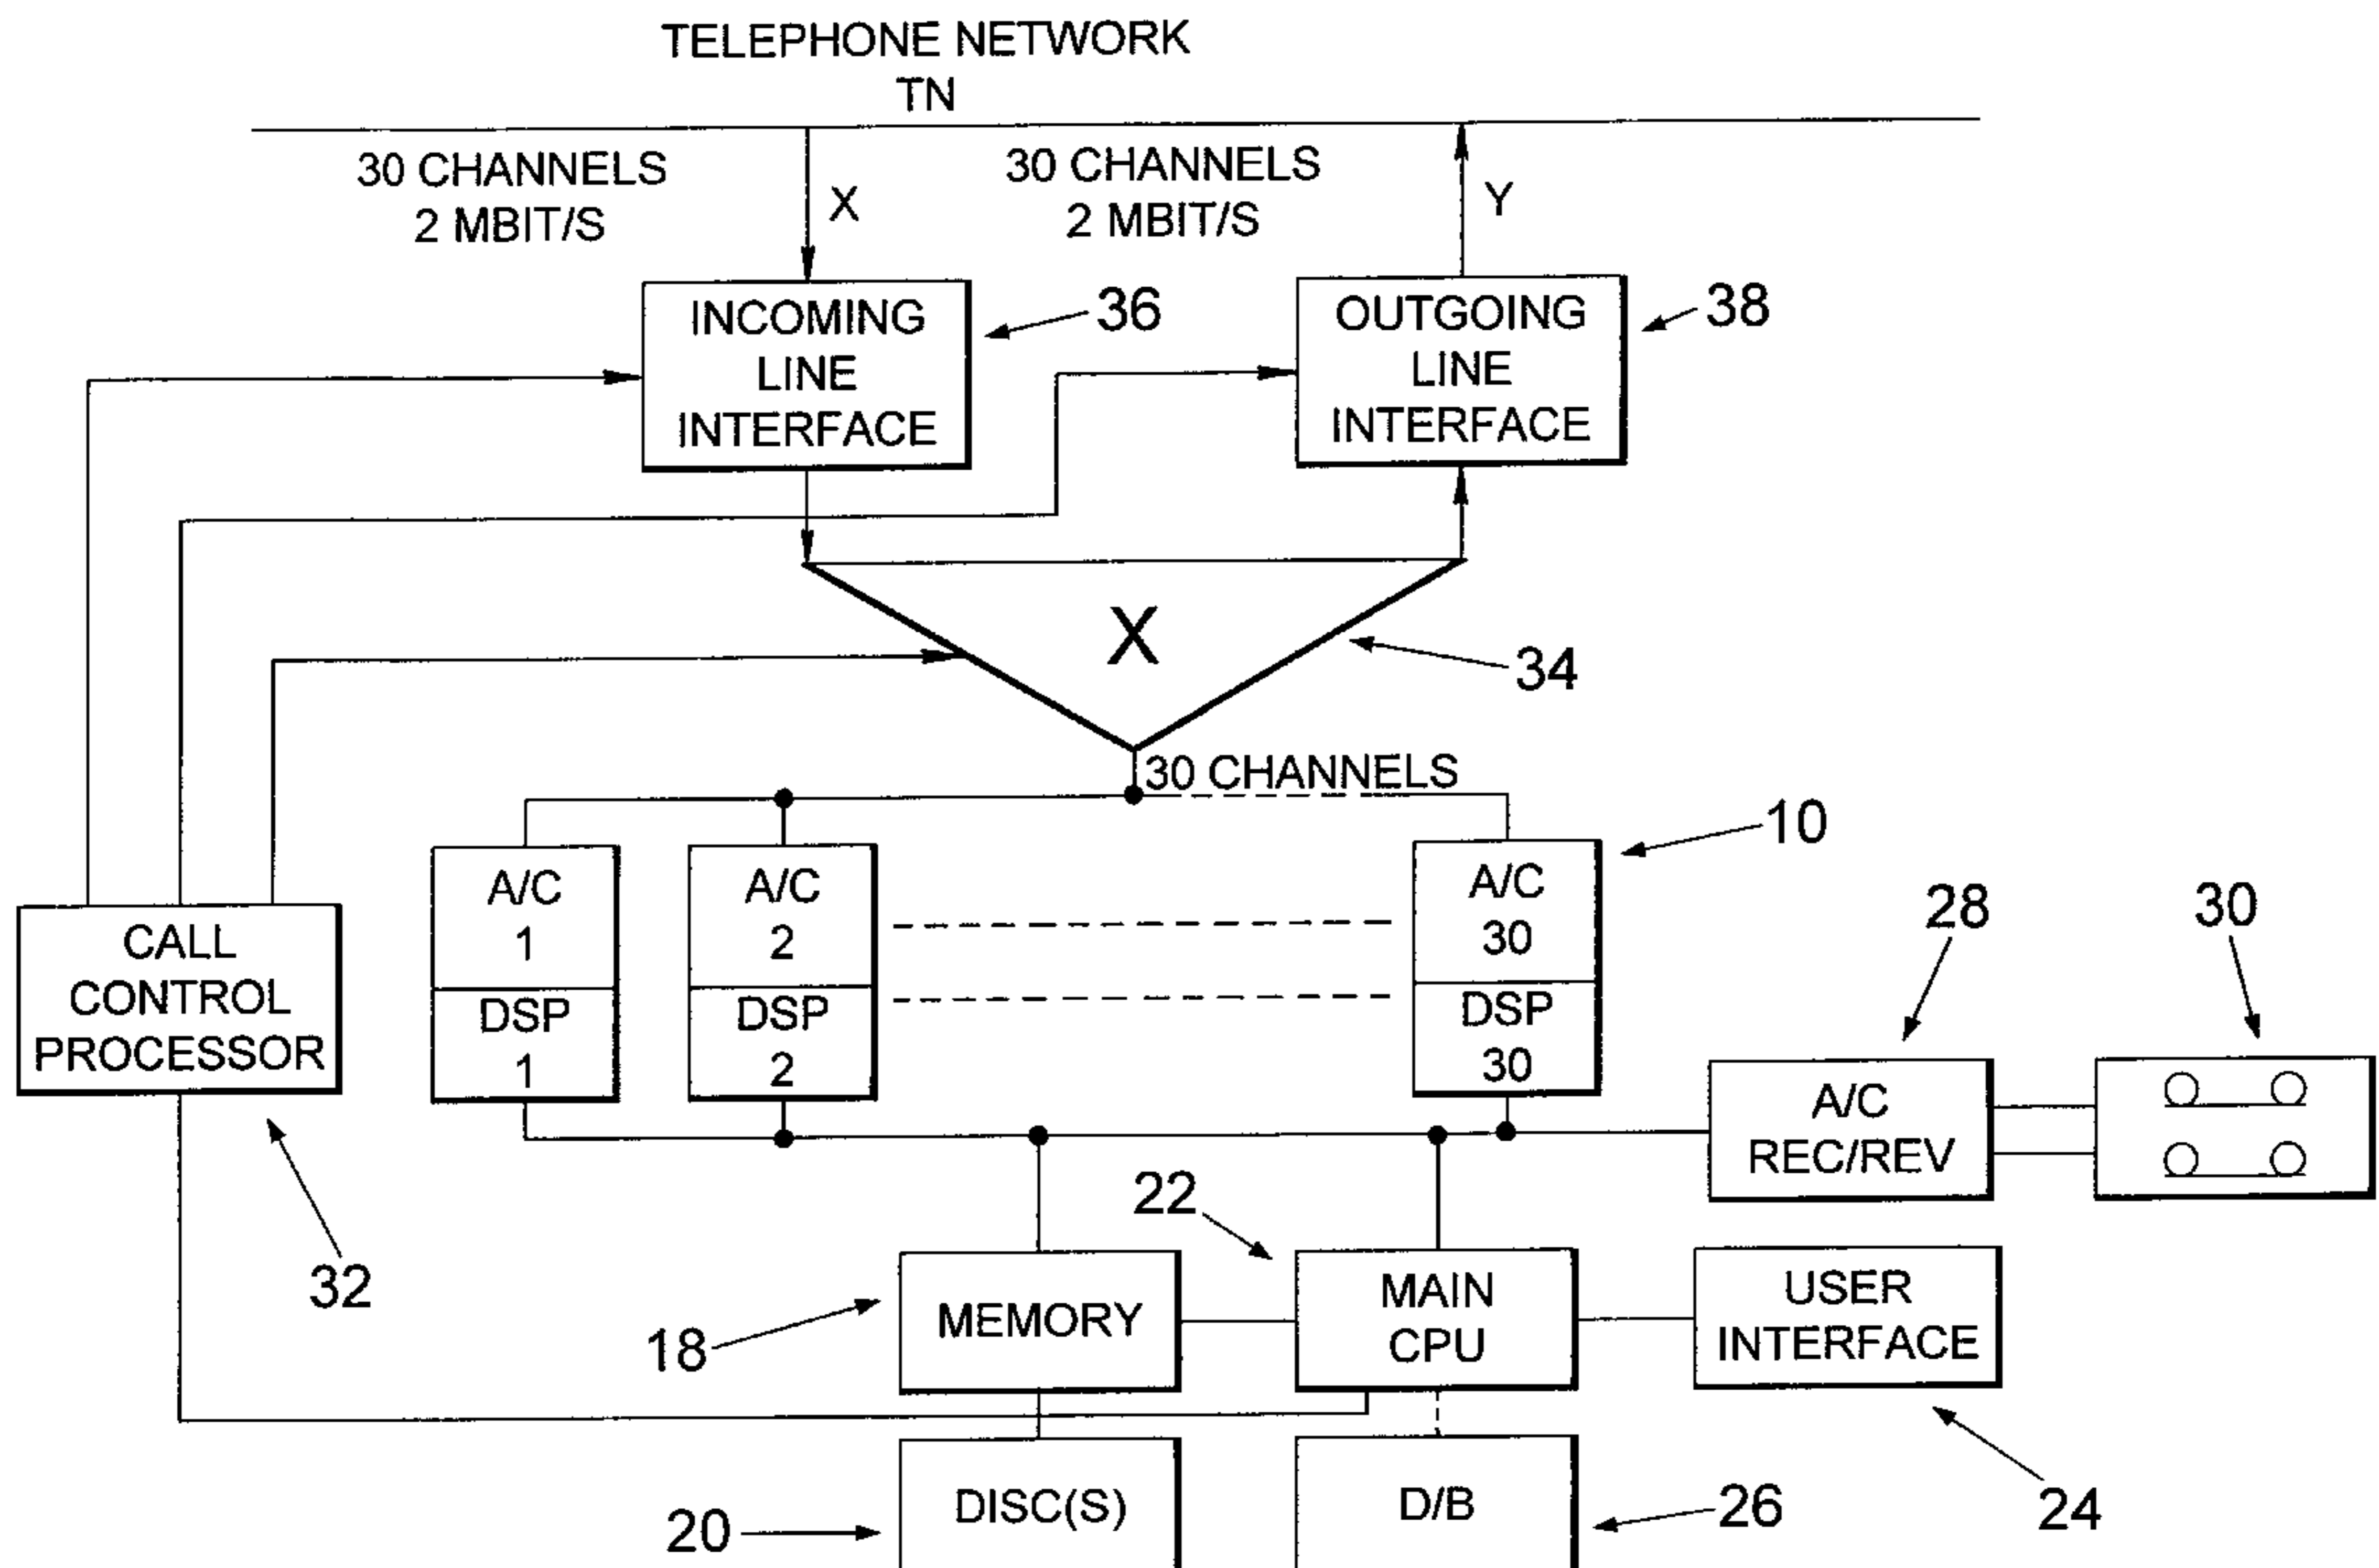 TELEPHONE NETWORK
TN
30 CHANNELS
2 MBIT/S
X
30 CHANNELS
2 MBIT/S
Y
INCOMING
LINE
INTERFACE
36
OUTGOING
LINE
INTERFACE
38
X
34
30 CHANNELS
10
A/C
1
DSP
1
A/C
2
DSP
2
A/C
30
DSP
30
CALL
CONTROL
PROCESSOR
32
28
30
A/C
REC/REV
22
18
MEMORY
MAIN
CPU
USER
INTERFACE
24
20
DISC(S)
D/B
26